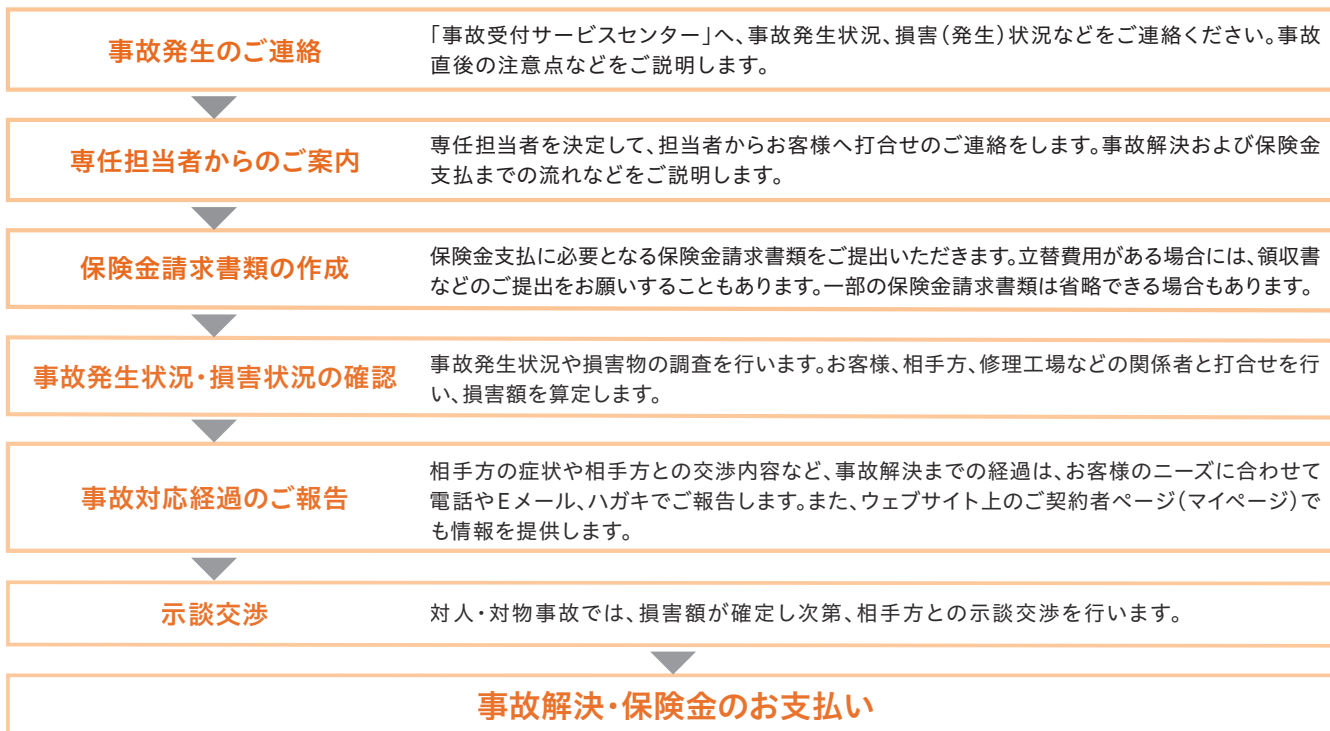 事故発生のご連絡
「事故受付サービスセンター」へ、事故発生状況、損害（発生）状況などをご連絡ください。事故
直後の注意点などをご説明します。
専任担当者からのご案内
専任担当者を決定して、担当者からお客様へ打合せのご連絡をします。事故解決および保険金
支払までの流れなどをご説明します。
保険金請求書類の作成
保険金支払に必要となる保険金請求書類をご提出いただきます。立替費用がある場合には、領収書
などのご提出をお願いすることもあります。一部の保険金請求書類は省略できる場合もあります。
事故発生状況・損害状況の確認
事故発生状況や損害物の調査を行います。お客様、相手方、修理工場などの関係者と打合せを行
い、損害額を算定します。
事故対応経過のご報告
相手方の症状や相手方との交渉内容など、事故解決までの経過は、お客様のニーズに合わせて
電話やEメール、ハガキでご報告します。また、ウェブサイト上のご契約者ページ（マイページ）で
も情報を提供します。
示談交渉
対人・対物事故では、損害額が確定し次第、相手方との示談交渉を行います。
事故解決・保険金のお支払い